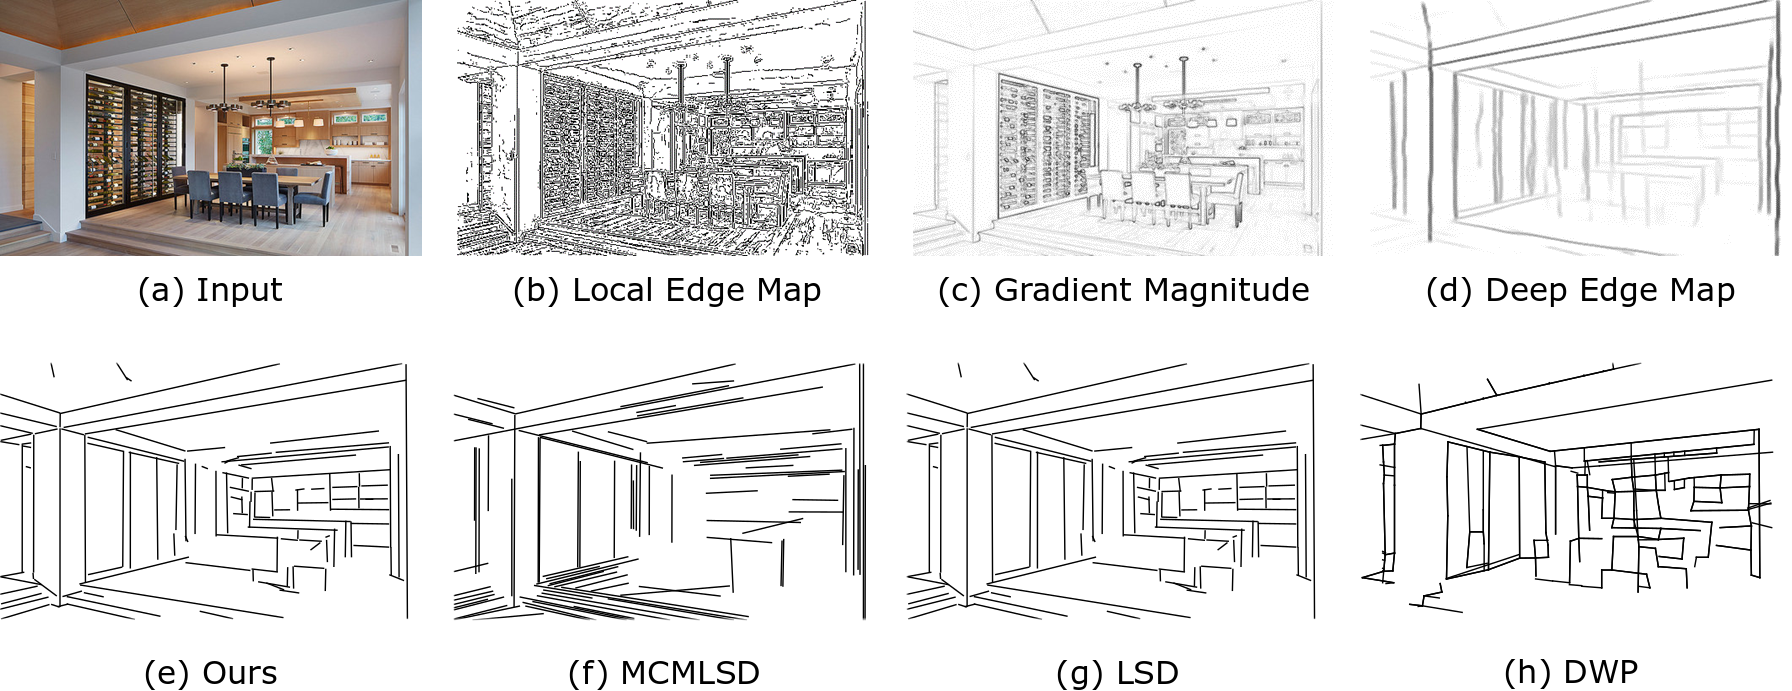 (a) Input
(b) Local Edge Map
(c) Gradient Magnitude
(d) Deep Edge Map
(e) Ours
(f) MCMLSD
(g) LSD
(h) DWP